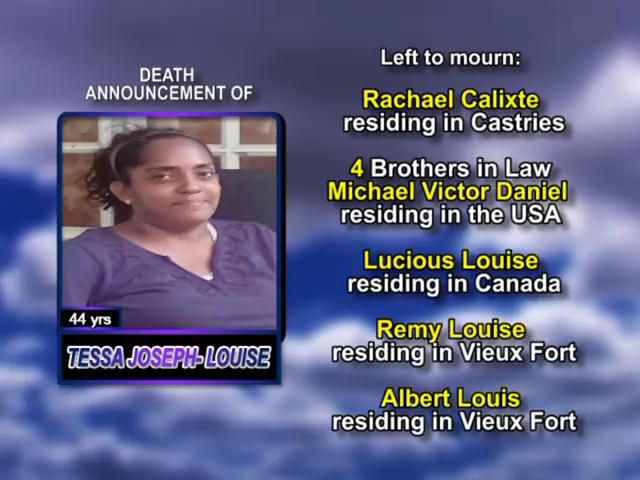 DEATH
ANNOUNCEMENT OF
44 yrs
TESSA JOSEPH-LOUISE
Left to mourn:
Rachael Calixte
residing in Castries
4 Brothers in Law
Michael Victor Daniel
residing in the USA
Lucious Louise
residing in Canada
Remy Louise
residing in Vieux Fort
Albert Louis
residing in Vieux Fort